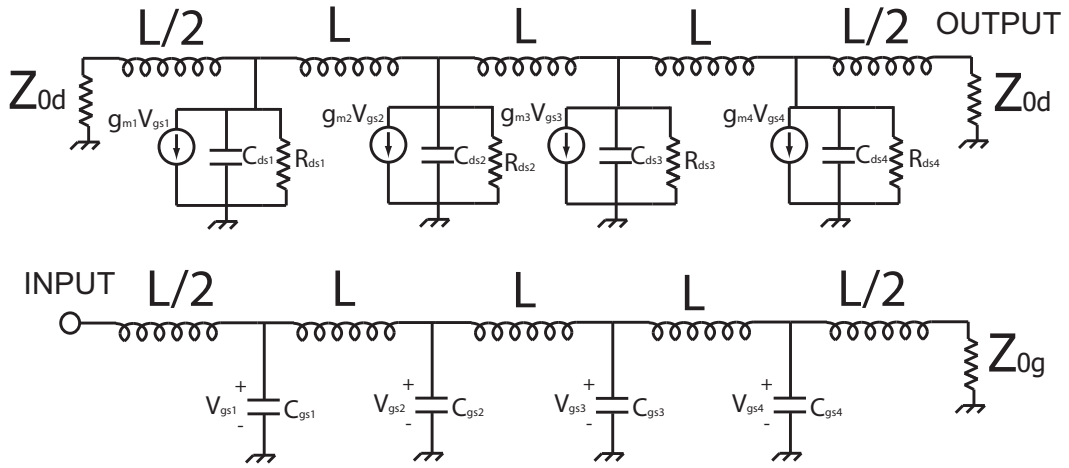 L/2 L L L L/2 OUTPUT
Z0d Z0d
gm1Vgs1 Cds1 Rds1 gm2Vgs2 Cds2 Rds2 gm3Vgs3 Cds3 Rds3 gm4Vgs4 Cds4 Rds4
INPUT L/2 L L L L/2
Z0g
+ + + +
Vgs1 Cgs1 Vgs2 Cgs2 Vgs3 Cgs3 Vgs4 Cgs4
- - - -